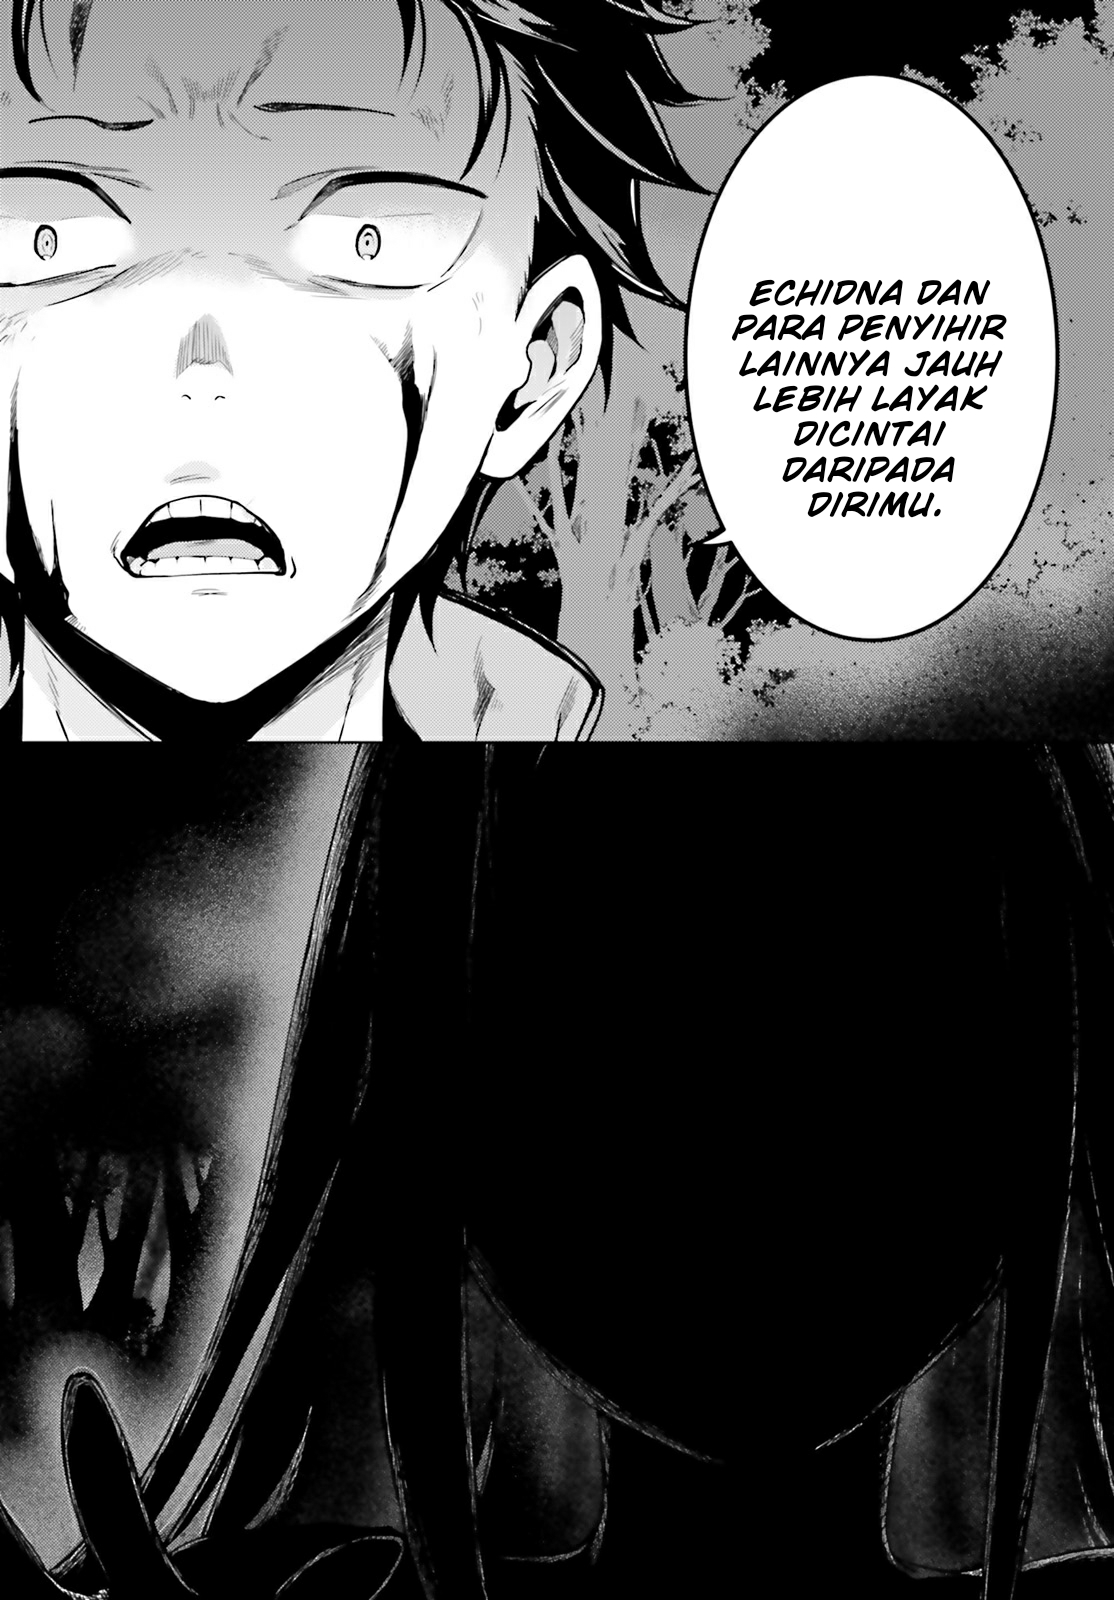 ECHIDNA DAN
PARA PENYIHIR
LAINNYA JAUH
LEBIH LAYAK
DICINTAI
DARIPADA
DIRIMU.